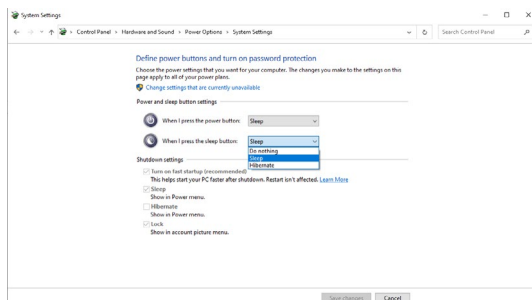 System Settings
Control Panel > Hardware and Sound > Power Options > System Settings
Search Control Panel
Define power buttons and turn on password protection
Choose the power settings that you want for your computer. The changes you make to the settings on this
page apply to all of your power plans.
Change settings that are currently unavailable
Power and sleep button settings
When I press the power button: Sleep
When I press the sleep button: Sleep
Do nothing
Sleep
Hibernate
Shutdown settings
Turn on fast startup (recommended)
This helps start your PC faster after shutdown. Restart isn't affected. Learn More
Sleep
Show in Power menu.
Hibernate
Show in Power menu.
Lock
Show in account picture menu.
Save changes Cancel